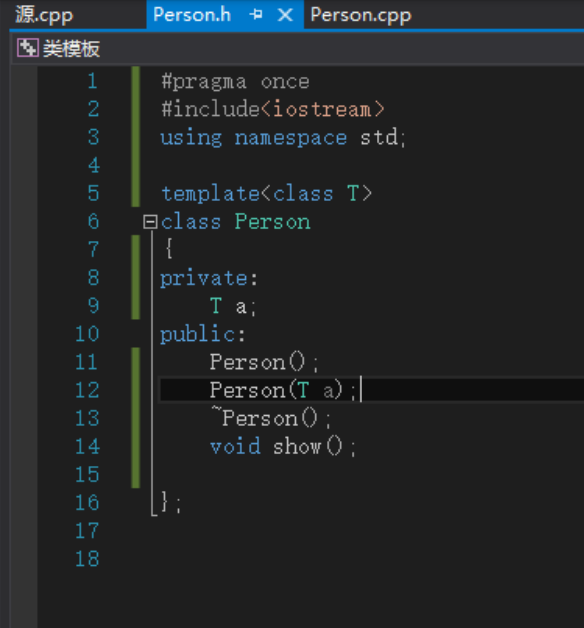 源.cpp Person.h Person.cpp
类模板
1 #pragma once
2 #include<iostream>
3 using namespace std;
4
5 template<class T>
6 class Person
7 {
8 private:
9 T a;
10 public:
11 Person();
12 Person(T a);
13 ~Person();
14 void show();
15
16 };
17
18